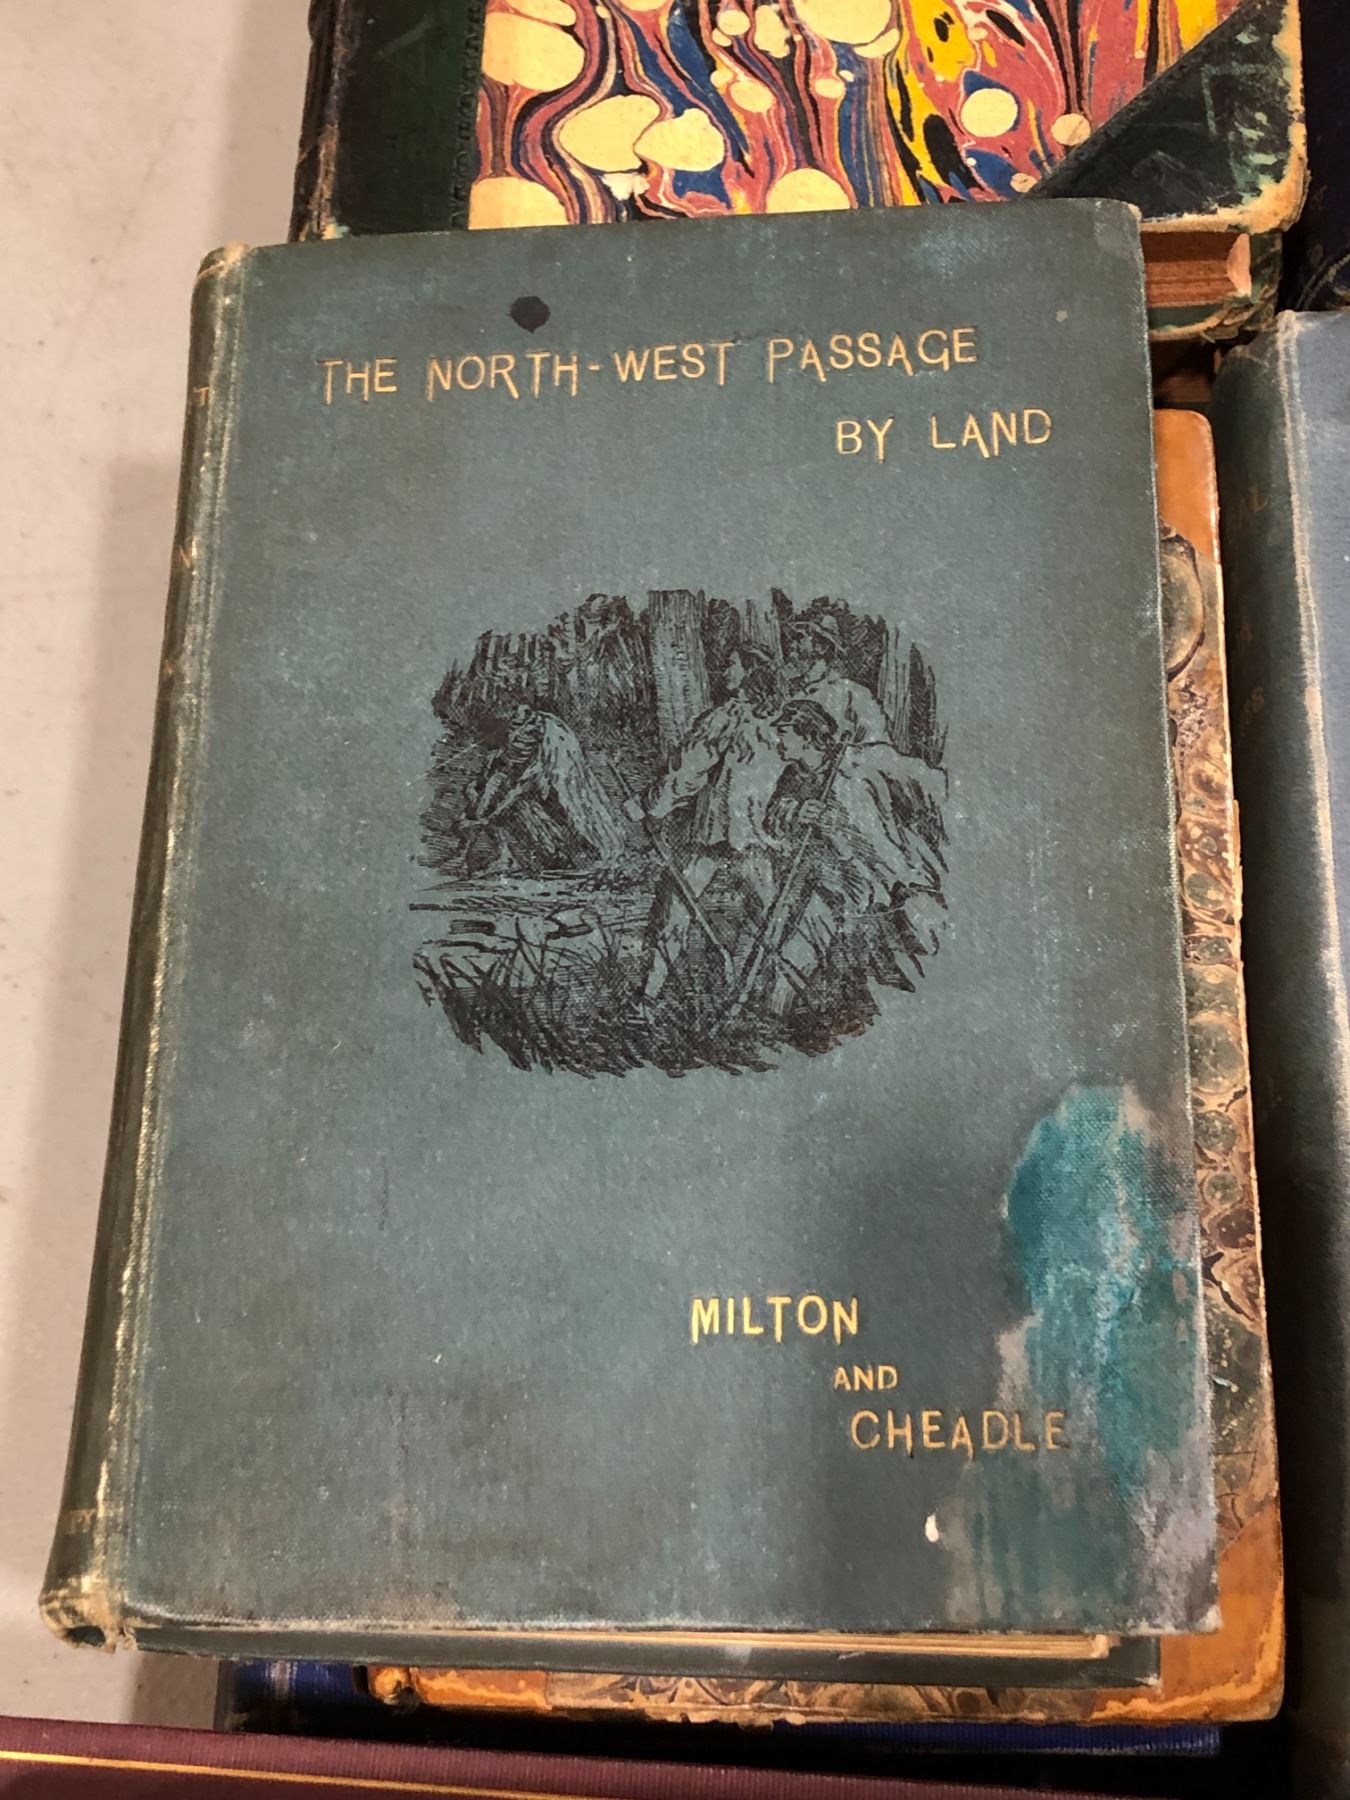 THE NORTH-WEST PASSAGE
BY LAND
MILTON
AND
CHEADLE